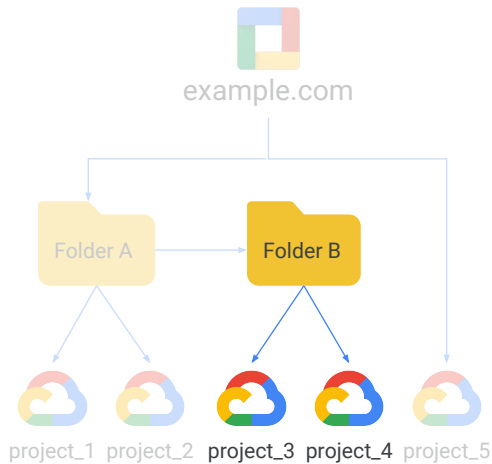 example.com
Folder A
Folder B
project_1
project_2
project_3
project_4
project_5